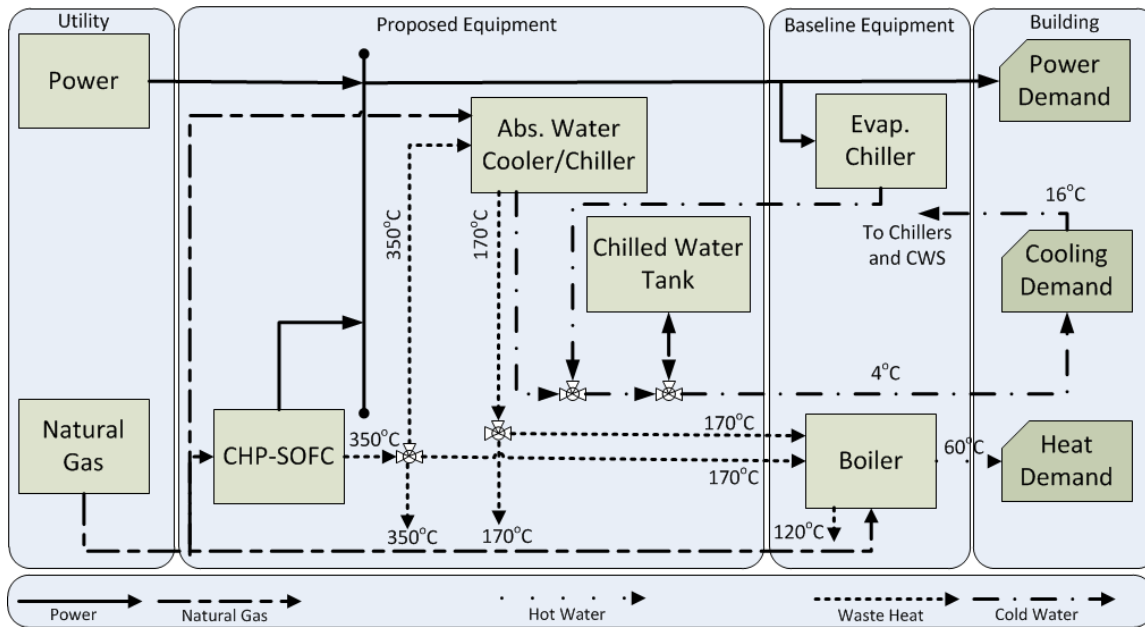 Utility
Proposed Equipment
Baseline Equipment
Building
Power
Power
Demand
Abs. Water
Cooler/Chiller
Evap.
Chiller
350°C
170°C
Chilled Water
Tank
16°C
To Chillers
and CWS
Cooling
Demand
4°C
Natural
Gas
CHP-SOFC
350°C
170°C
170°C
Boiler
60°C
Heat
Demand
350°C
170°C
120°C
Power
Natural Gas
Hot Water
Waste Heat
Cold Water